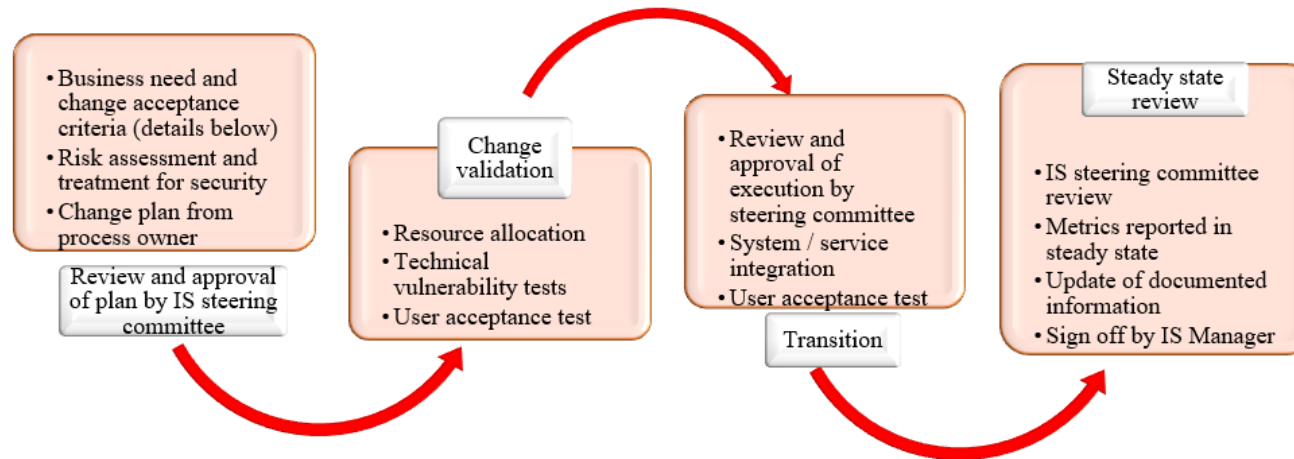 • Business need and
change acceptance
criteria (details below)
• Risk assessment and
treatment for security
• Change plan from
process owner
Review and approval
of plan by IS steering
committee
Change
validation
• Resource allocation
• Technical
vulnerability tests
• User acceptance test
• Review and
approval of
execution by
steering committee
• System / service
integration
• User acceptance test
Transition
Steady state
review
• IS steering committee
review
• Metrics reported in
steady state
• Update of documented
information
• Sign off by IS Manager